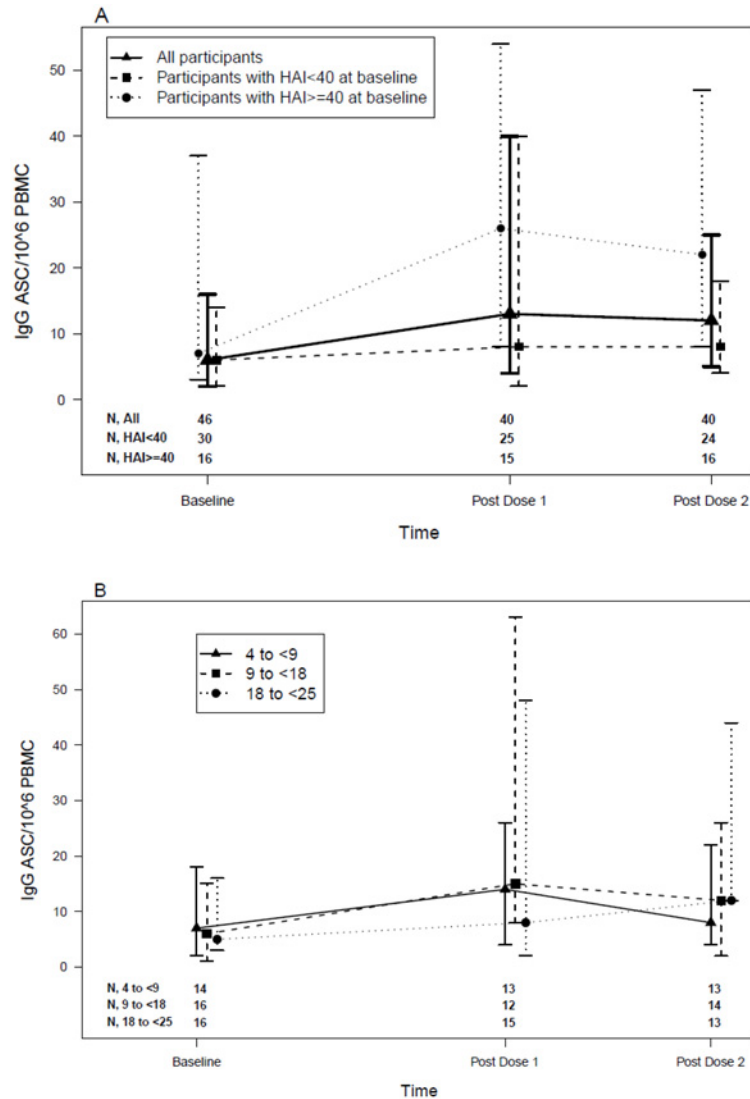 A
All participants
Participants with HAI<40 at baseline
Participants with HAI>=40 at baseline
IgG ASC/10^6 PBMC
50
40
30
20
10
0
N, All 46 40 40
N, HAI<40 30 25 24
N, HAI>=40 16 15 16
Baseline Post Dose 1 Post Dose 2
Time
B
4 to <9
9 to <18
18 to <25
IgG ASC/10^6 PBMC
60
50
40
30
20
10
0
N, 4 to <9 14 13 13
N, 9 to <18 16 12 14
N, 18 to <25 16 15 13
Baseline Post Dose 1 Post Dose 2
Time